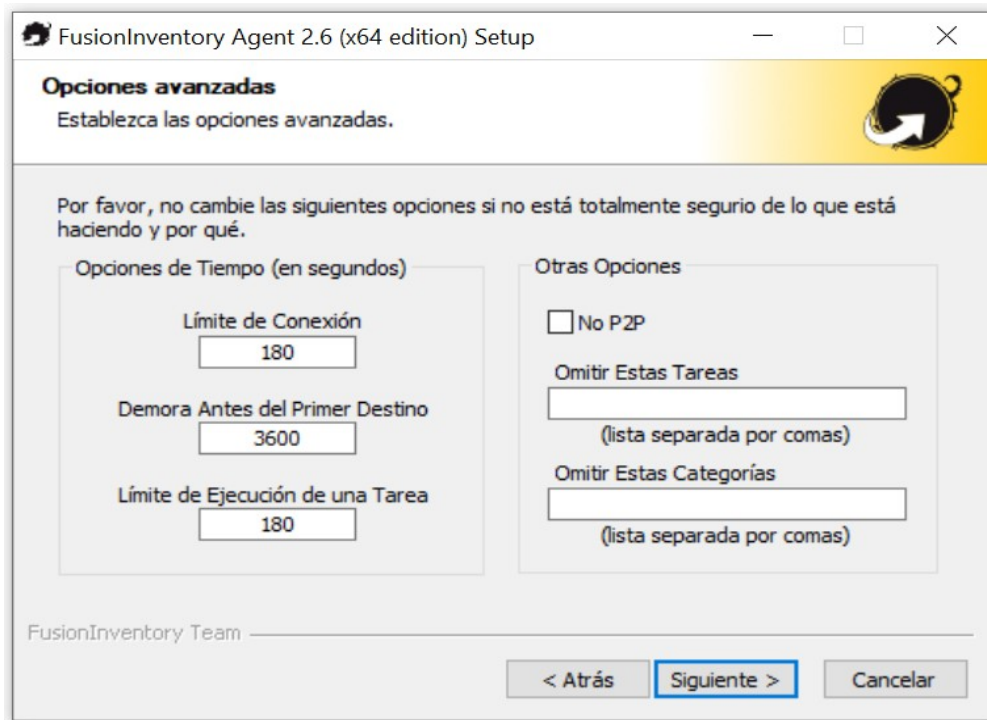 FusionInventory Agent 2.6 (x64 edition) Setup
Opciones avanzadas
Establezca las opciones avanzadas.
Por favor, no cambie las siguientes opciones si no está totalmente segurio de lo que está
haciendo y por qué.
Opciones de Tiempo (en segundos)
Límite de Conexión
180
Demora Antes del Primer Destino
3600
Límite de Ejecución de una Tarea
180
Otras Opciones
No P2P
Omitir Estas Tareas
(lista separada por comas)
Omitir Estas Categorías
(lista separada por comas)
FusionInventory Team
< Atrás
Siguiente >
Cancelar